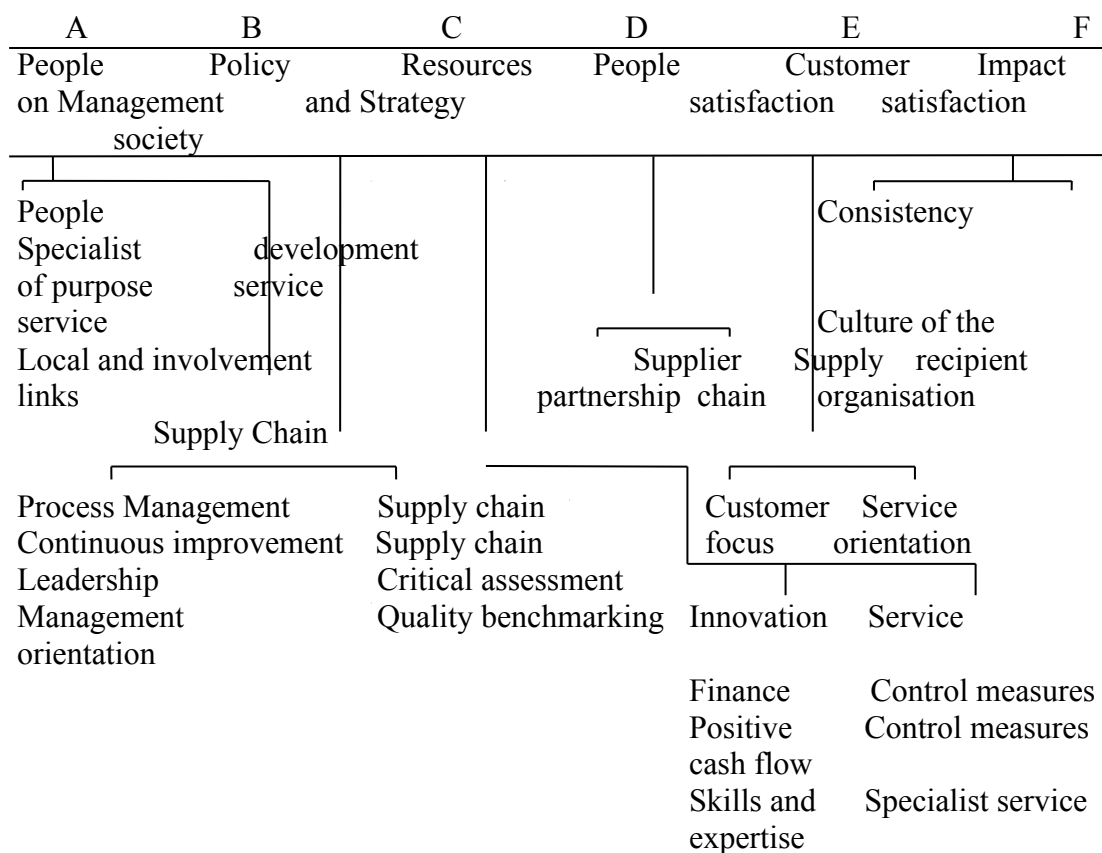 A B C D E F
People Policy Resources People Customer Impact
on Management and Strategy satisfaction satisfaction
society
People Consistency
Specialist development
of purpose service
service Culture of the
Local and involvement Supplier Supply recipient
links partnership chain organisation
Supply Chain
Process Management Supply chain Customer Service
Continuous improvement Supply chain focus orientation
Leadership Critical assessment
Management Quality benchmarking Innovation Service
orientation
Finance Control measures
Positive Control measures
cash flow
Skills and Specialist service
expertise